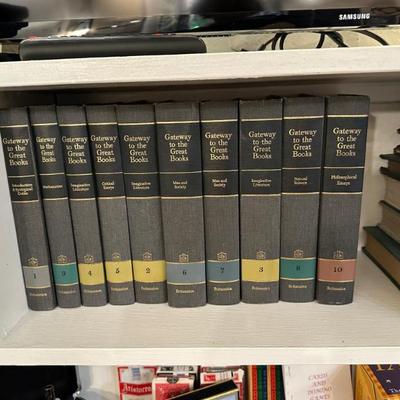 SAMSUNG
Gateway
to the
Great
Books
Introduction
Syntopical
Guide
1
Britannica
Gateway
to the
Great
Books
Mathematics
9
Britannica
Gateway
to the
Great
Books
Imaginative
Literature
4
Britannica
Gateway
to the
Great
Books
Critical
Essays
5
Britannica
Gateway
to the
Great
Books
Imaginative
Literature
2
Britannica
Gateway
to the
Great
Books
Man and
Society
6
Britannica
Gateway
to the
Great
Books
Man and
Society
7
Britannica
Gateway
to the
Great
Books
Imaginative
Literature
3
Britannica
Gateway
to the
Great
Books
Natural
Science
8
Britannica
Gateway
to the
Great
Books
Philosophical
Essays
10
Britannica
Aristocrat
CARDS
AND
DOMINO
GAMES